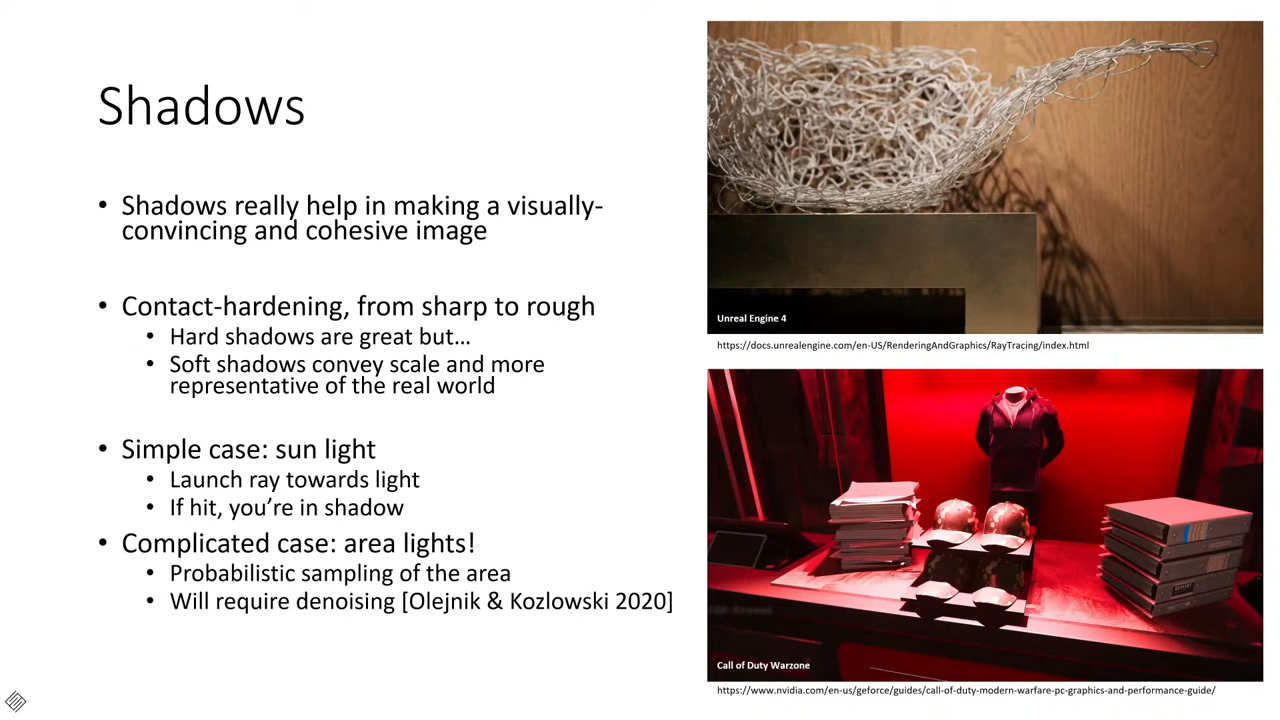 Shadows
• Shadows really help in making a visually-
convincing and cohesive image
• Contact-hardening, from sharp to rough
• Hard shadows are great but…
• Soft shadows convey scale and more
representative of the real world
• Simple case: sun light
• Launch ray towards light
• If hit, you’re in shadow
• Complicated case: area lights!
• Probabilistic sampling of the area
• Will require denoising [Olejnik & Kozlowski 2020]
Unreal Engine 4
https://docs.unrealengine.com/en-US/RenderingAndGraphics/RayTracing/index.html
Call of Duty Warzone
https://www.nvidia.com/en-us/geforce/guides/call-of-duty-modern-warfare-pc-graphics-and-performance-guide/